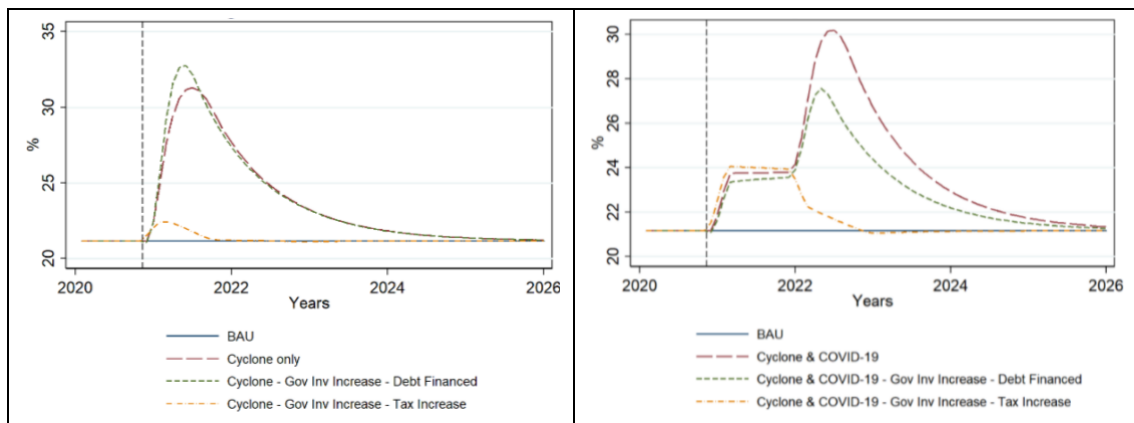 35
30
25
20
%
2020
2022
2024
2026
Years
BAU
Cyclone only
Cyclone - Gov Inv Increase - Debt Financed
Cyclone - Gov Inv Increase - Tax Increase
30
28
26
24
22
20
%
2020
2022
2024
2026
Years
BAU
Cyclone & COVID-19
Cyclone & COVID-19 - Gov Inv Increase - Debt Financed
Cyclone & COVID-19 - Gov Inv Increase - Tax Increase